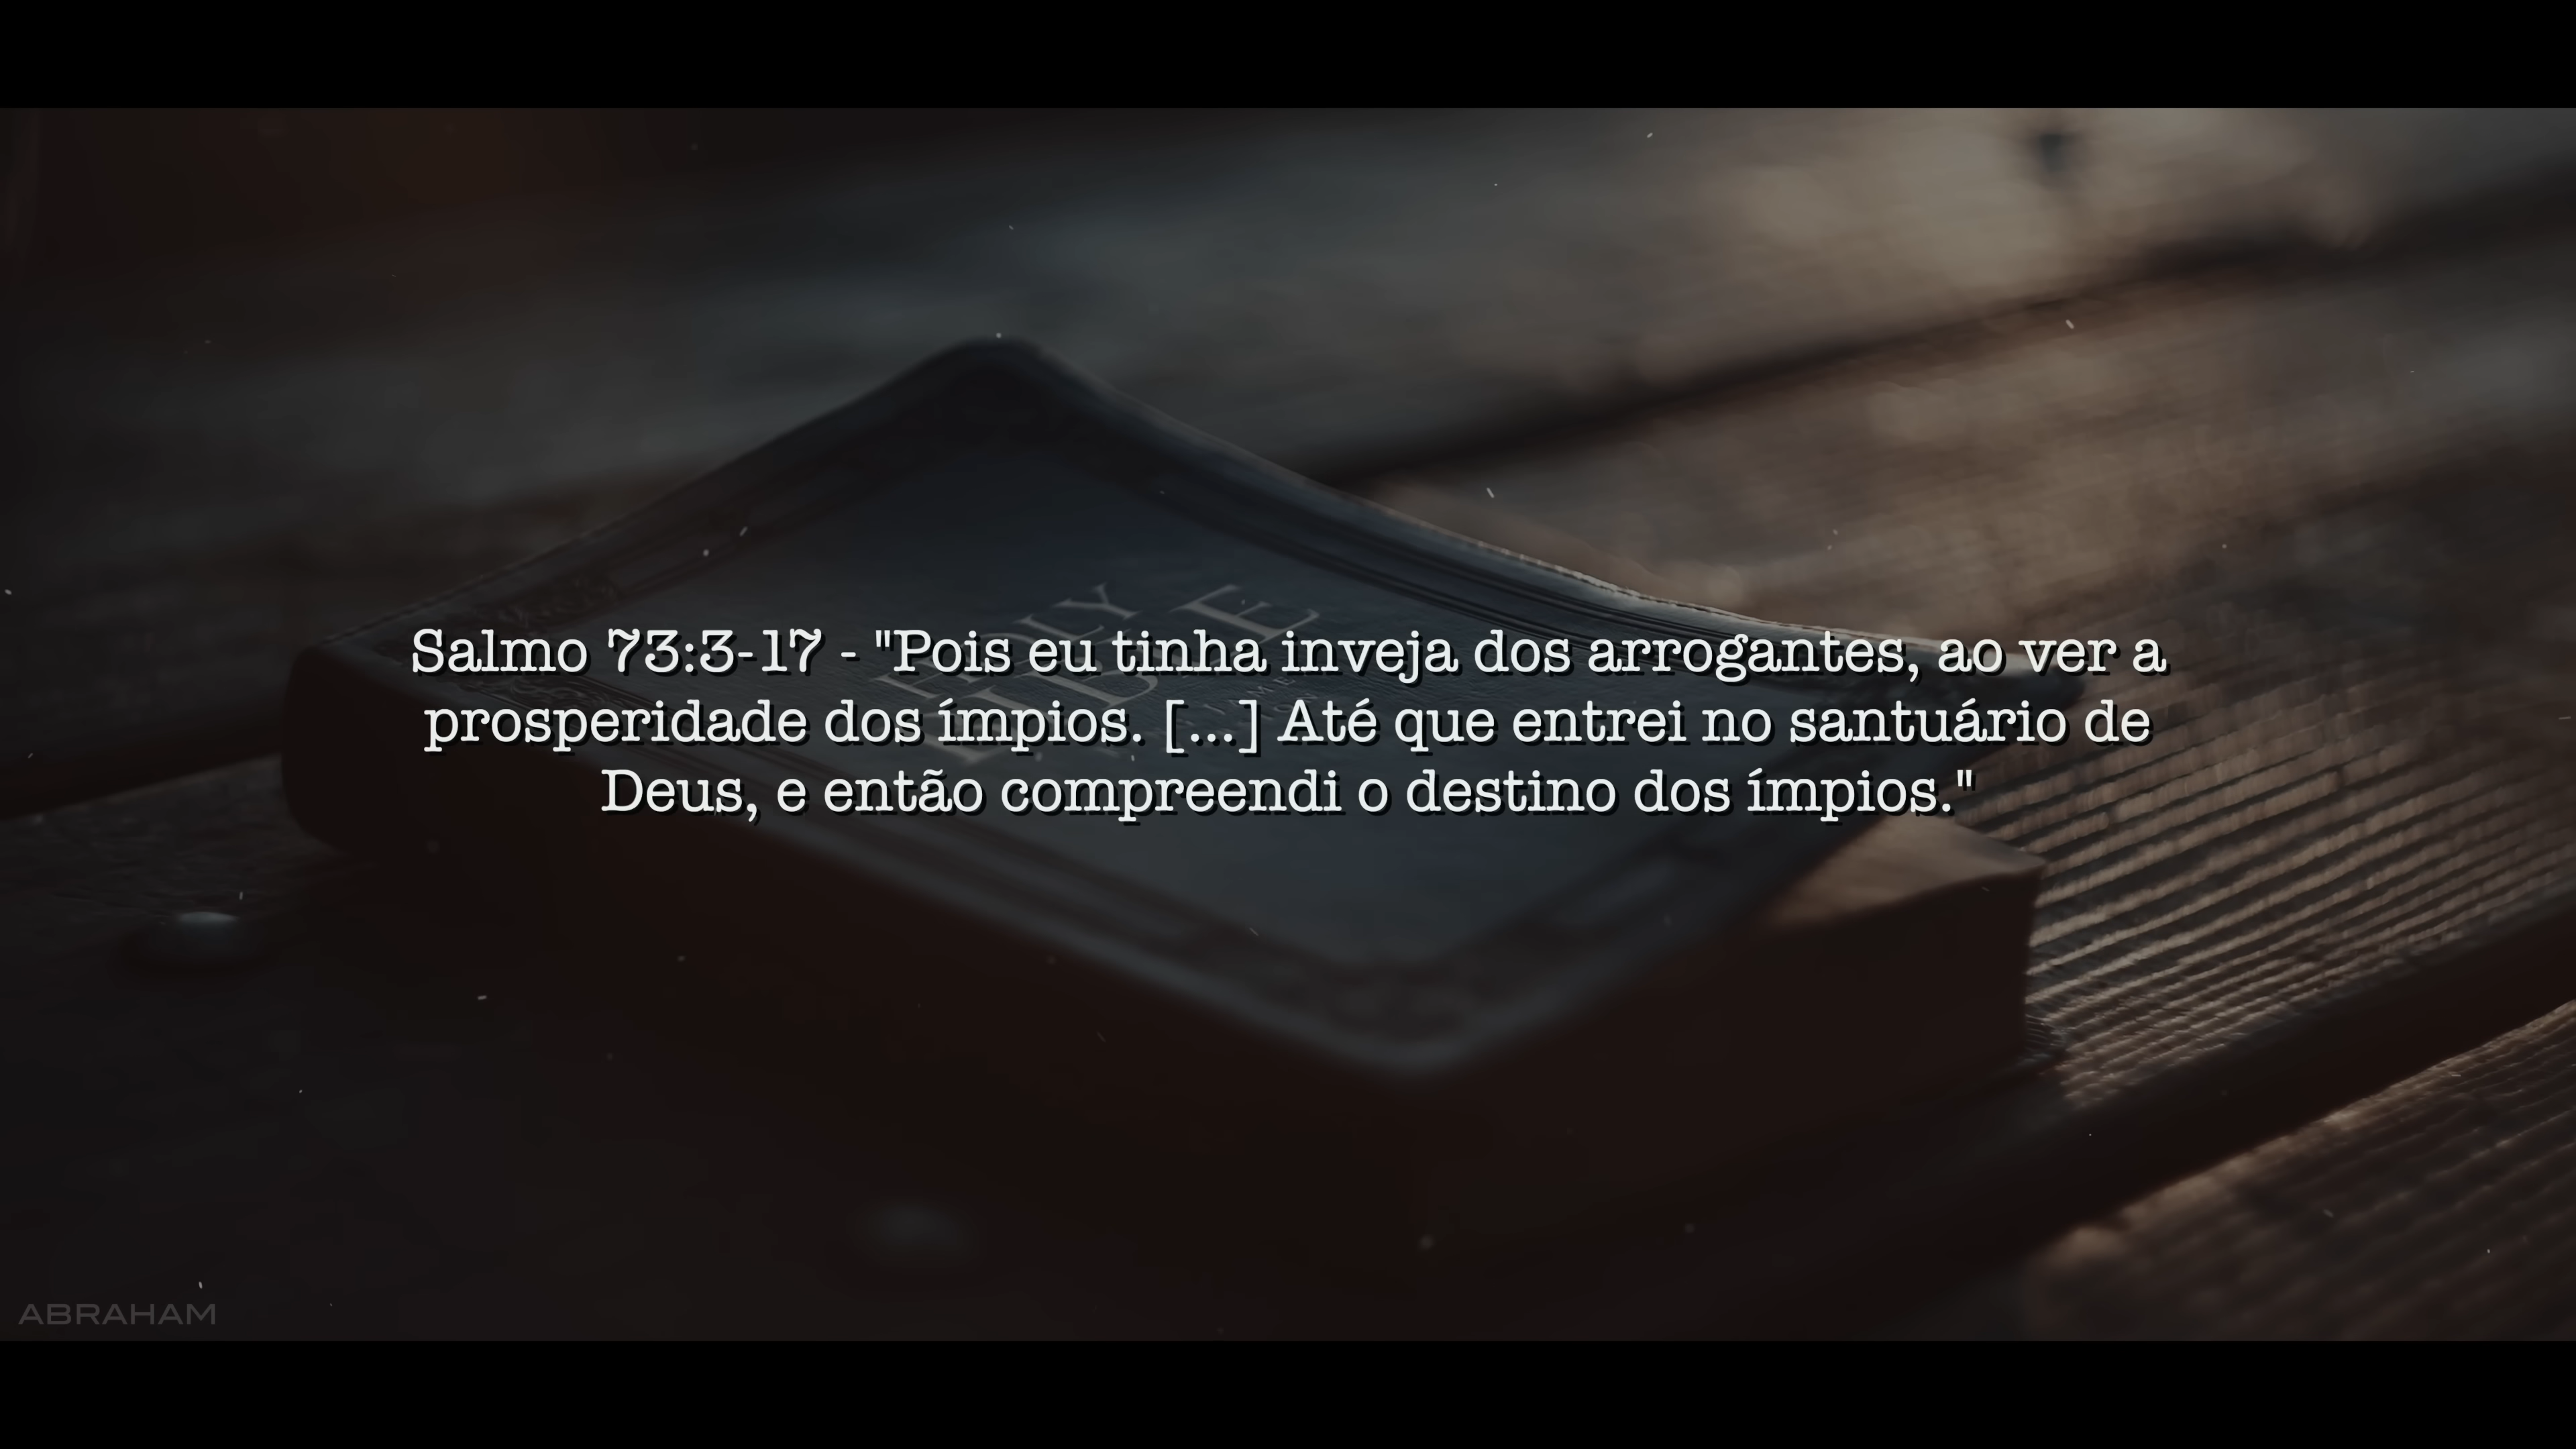 Salmo 73:3-17 - "Pois eu tinha inveja dos arrogantes, ao ver a
prosperidade dos ímpios. [...] Até que entrei no santuário de
Deus, e então compreendi o destino dos ímpios."
ABRAHAM